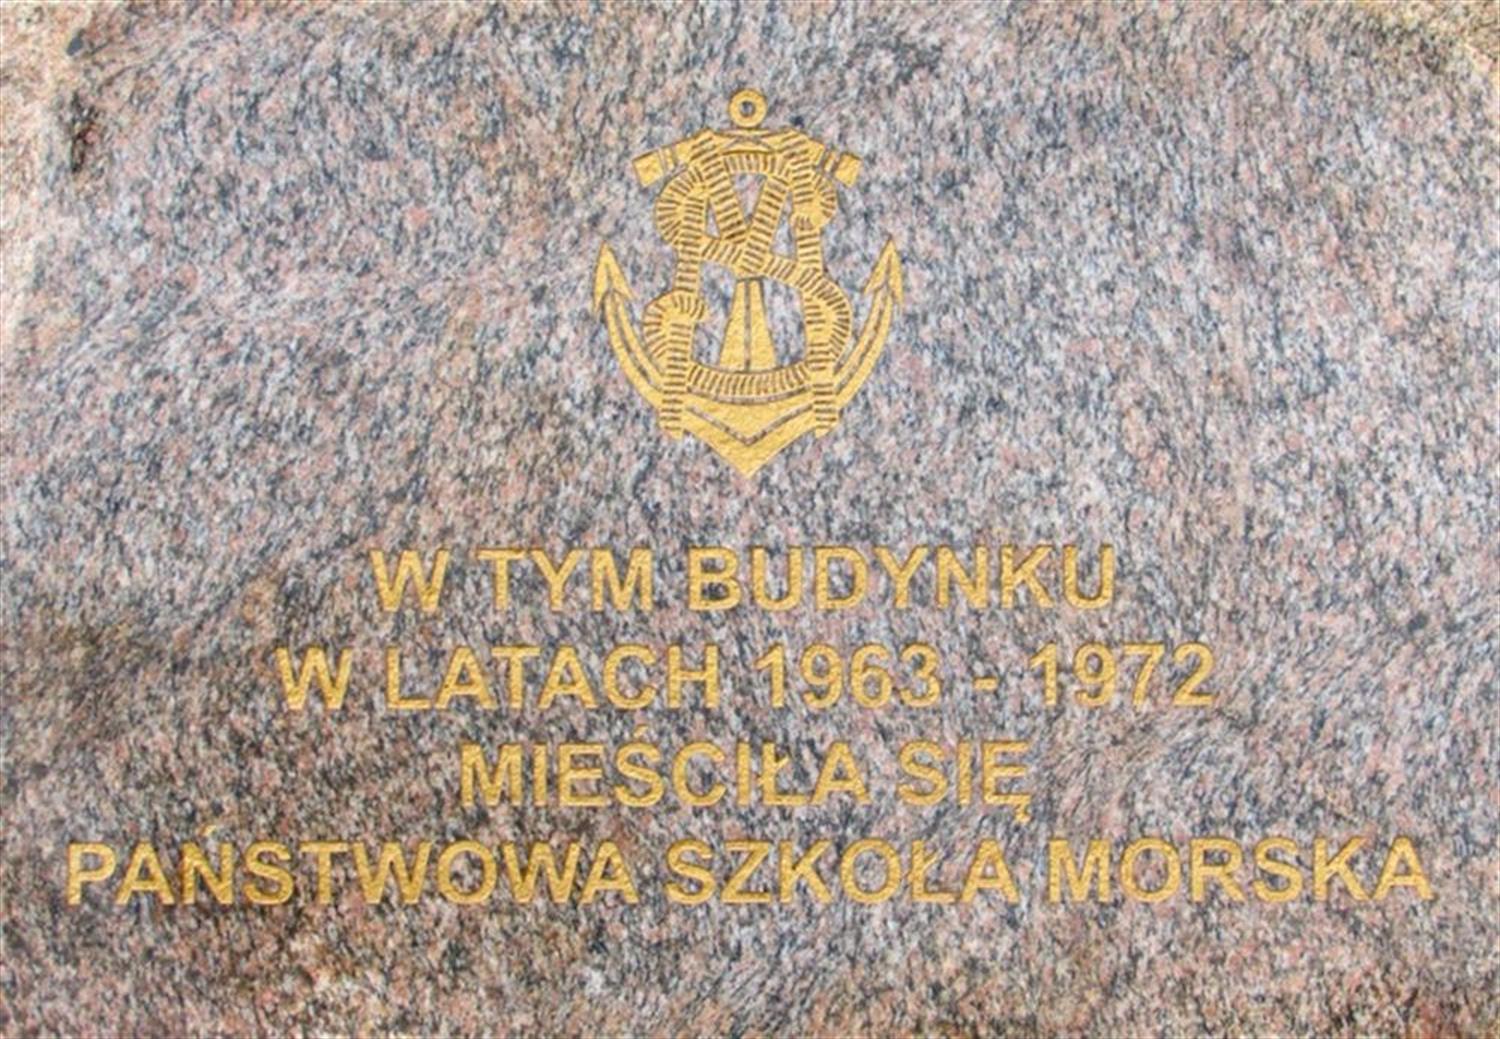 W TYM BUDYNKU
W LATACH 1963 - 1972
MIEŚCIŁA SIĘ
PAŃSTWOWA SZKOŁA MORSKA